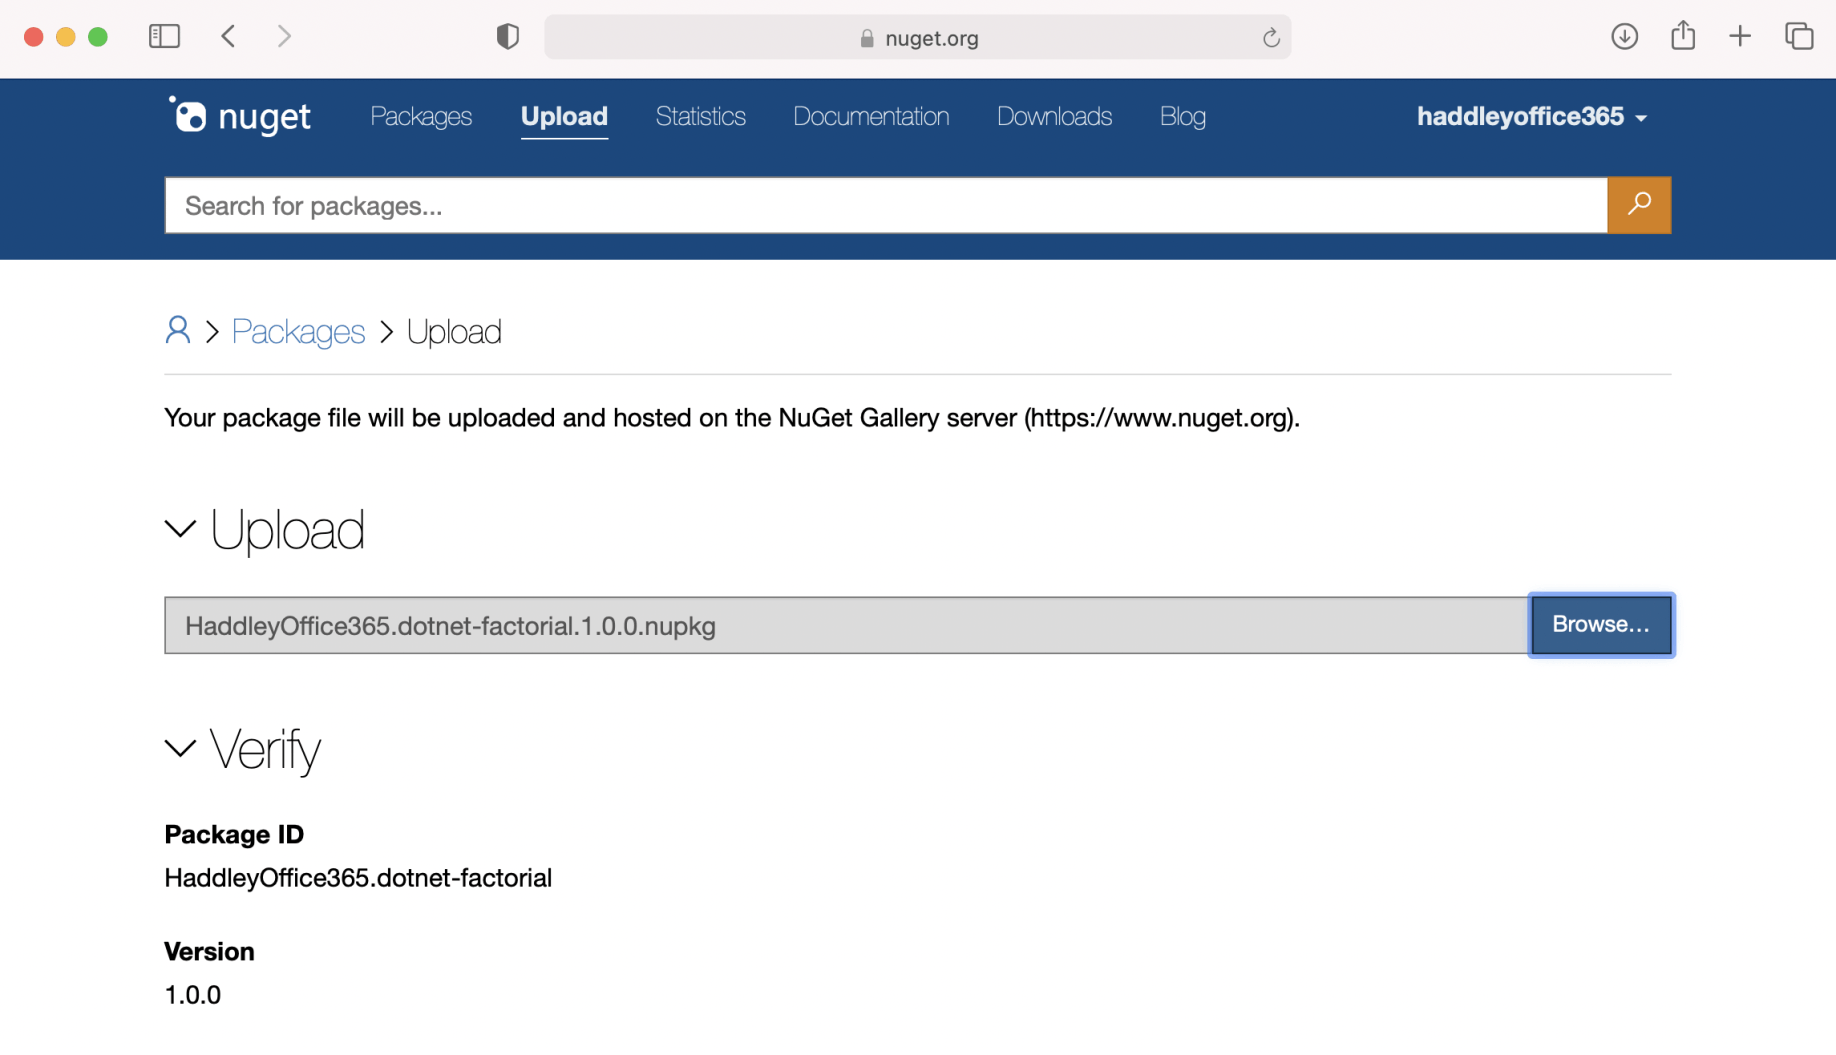 nuget.org
nuget Packages Upload Statistics Documentation Downloads Blog haddleyoffice365
Search for packages...
> Packages > Upload
Your package file will be uploaded and hosted on the NuGet Gallery server (https://www.nuget.org).
Upload
HaddleyOffice365.dotnet-factorial.1.0.0.nupkg Browse...
Verify
Package ID
HaddleyOffice365.dotnet-factorial
Version
1.0.0